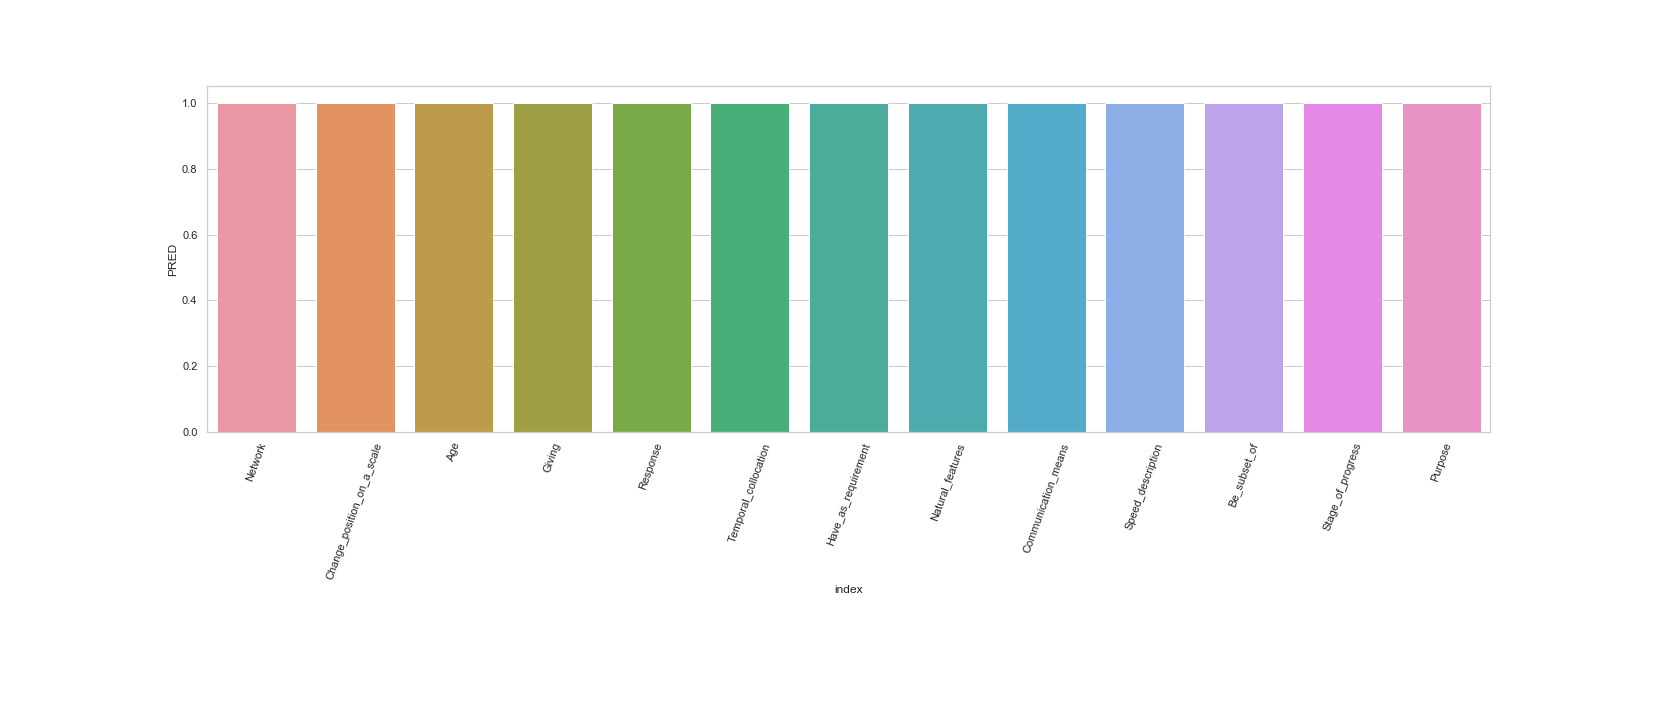 1.0
0.8
0.6
0.4
0.2
0.0
PRED
Network
Change_position_on_a_scale
Age
Giving
Response
Temporal_collocation
Have_as_requirement
Natural_features
Communication_means
Speed_description
Be_subset_of
Stage_of_progress
Purpose
index